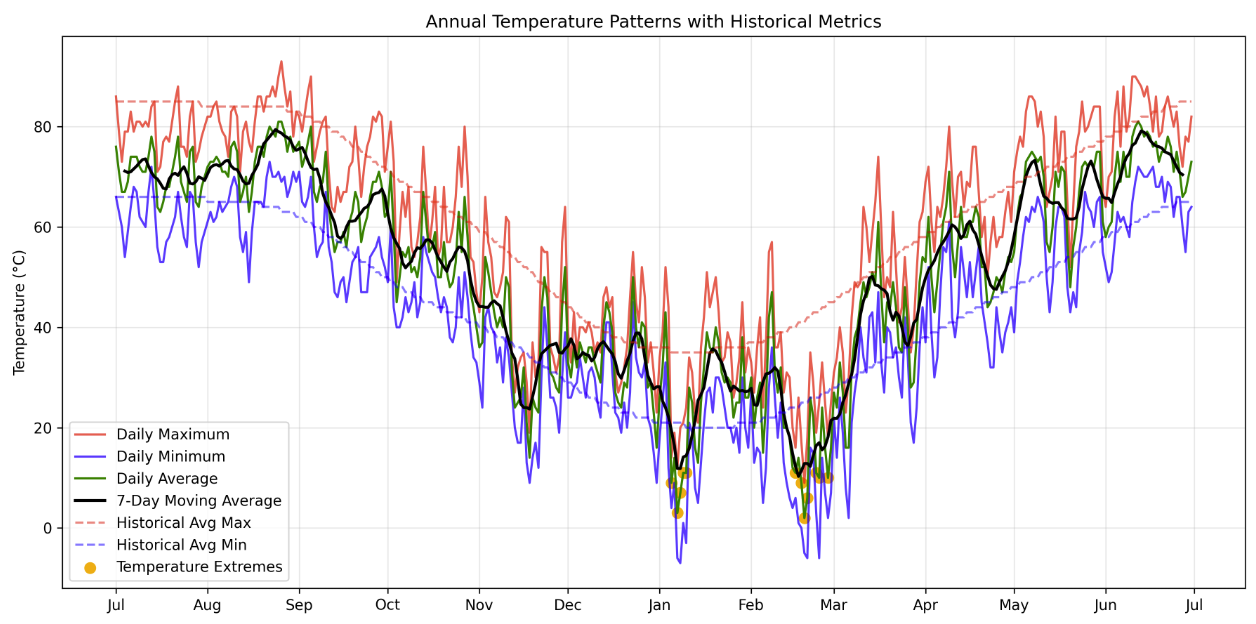 Annual Temperature Patterns with Historical Metrics
Temperature (°C)
80
60
40
20
0
Daily Maximum
Daily Minimum
Daily Average
7-Day Moving Average
Historical Avg Max
Historical Avg Min
Temperature Extremes
Jul Aug Sep Oct Nov Dec Jan Feb Mar Apr May Jun Jul